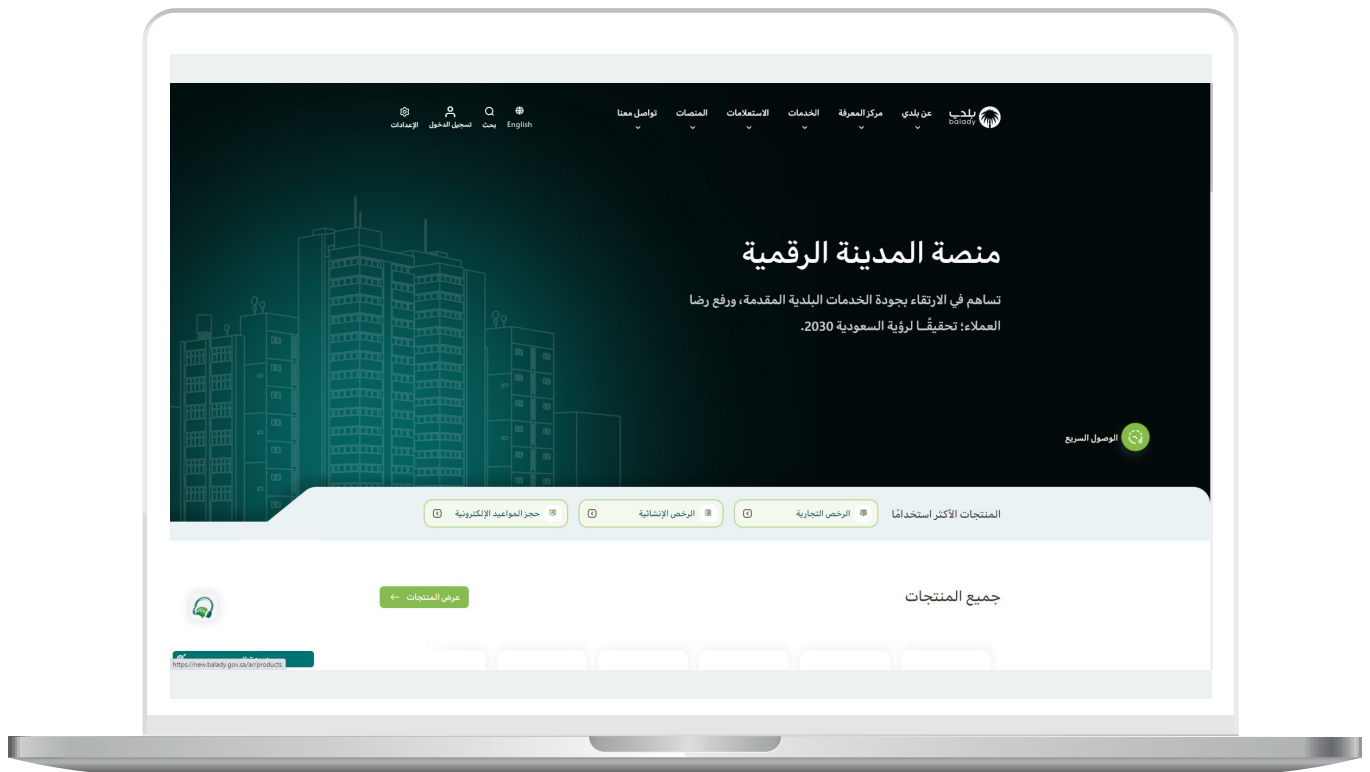 بلدي
balady
عن بلدي
مركز المعرفة
الخدمات
الاستعلامات
المنصات
تواصل معنا
English
بحث
تسجيل الدخول
الإعدادات
منصة المدينة الرقمية
تساهم في الارتقاء بجودة الخدمات البلدية المقدمة، ورفع رضا
العملاء؛ تحقيقًـا لرؤية السعودية 2030.
الوصول السريع
المنتجات الأكثر استخدامًا
الرخص التجارية
الرخص الإنشائية
حجز المواعيد الإلكترونية
جميع المنتجات
عرض المنتجات ←
https://new.balady.gov.sa/ar/products